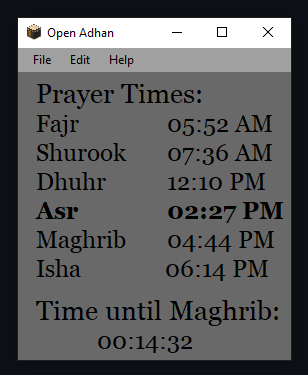 Open Adhan
File Edit Help
Prayer Times:
Fajr 05:52 AM
Shurook 07:36 AM
Dhuhr 12:10 PM
Asr 02:27 PM
Maghrib 04:44 PM
Isha 06:14 PM
Time until Maghrib:
00:14:32